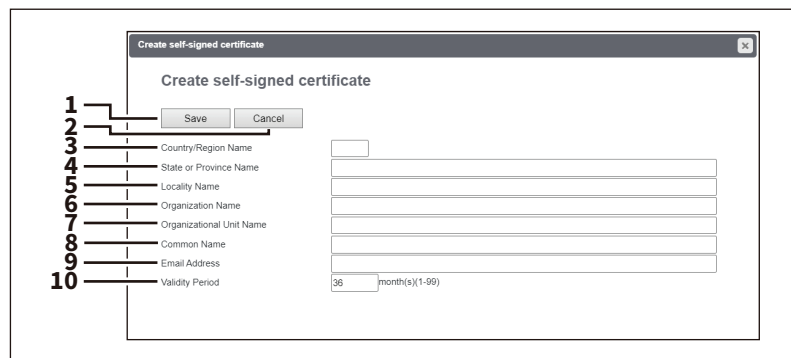 Create self-signed certificate
Create self-signed certificate
1 Save Cancel
2
3 Country/Region Name
4 State or Province Name
5 Locality Name
6 Organization Name
7 Organizational Unit Name
8 Common Name
9 Email Address
10 Validity Period 36 month(s)(1-99)